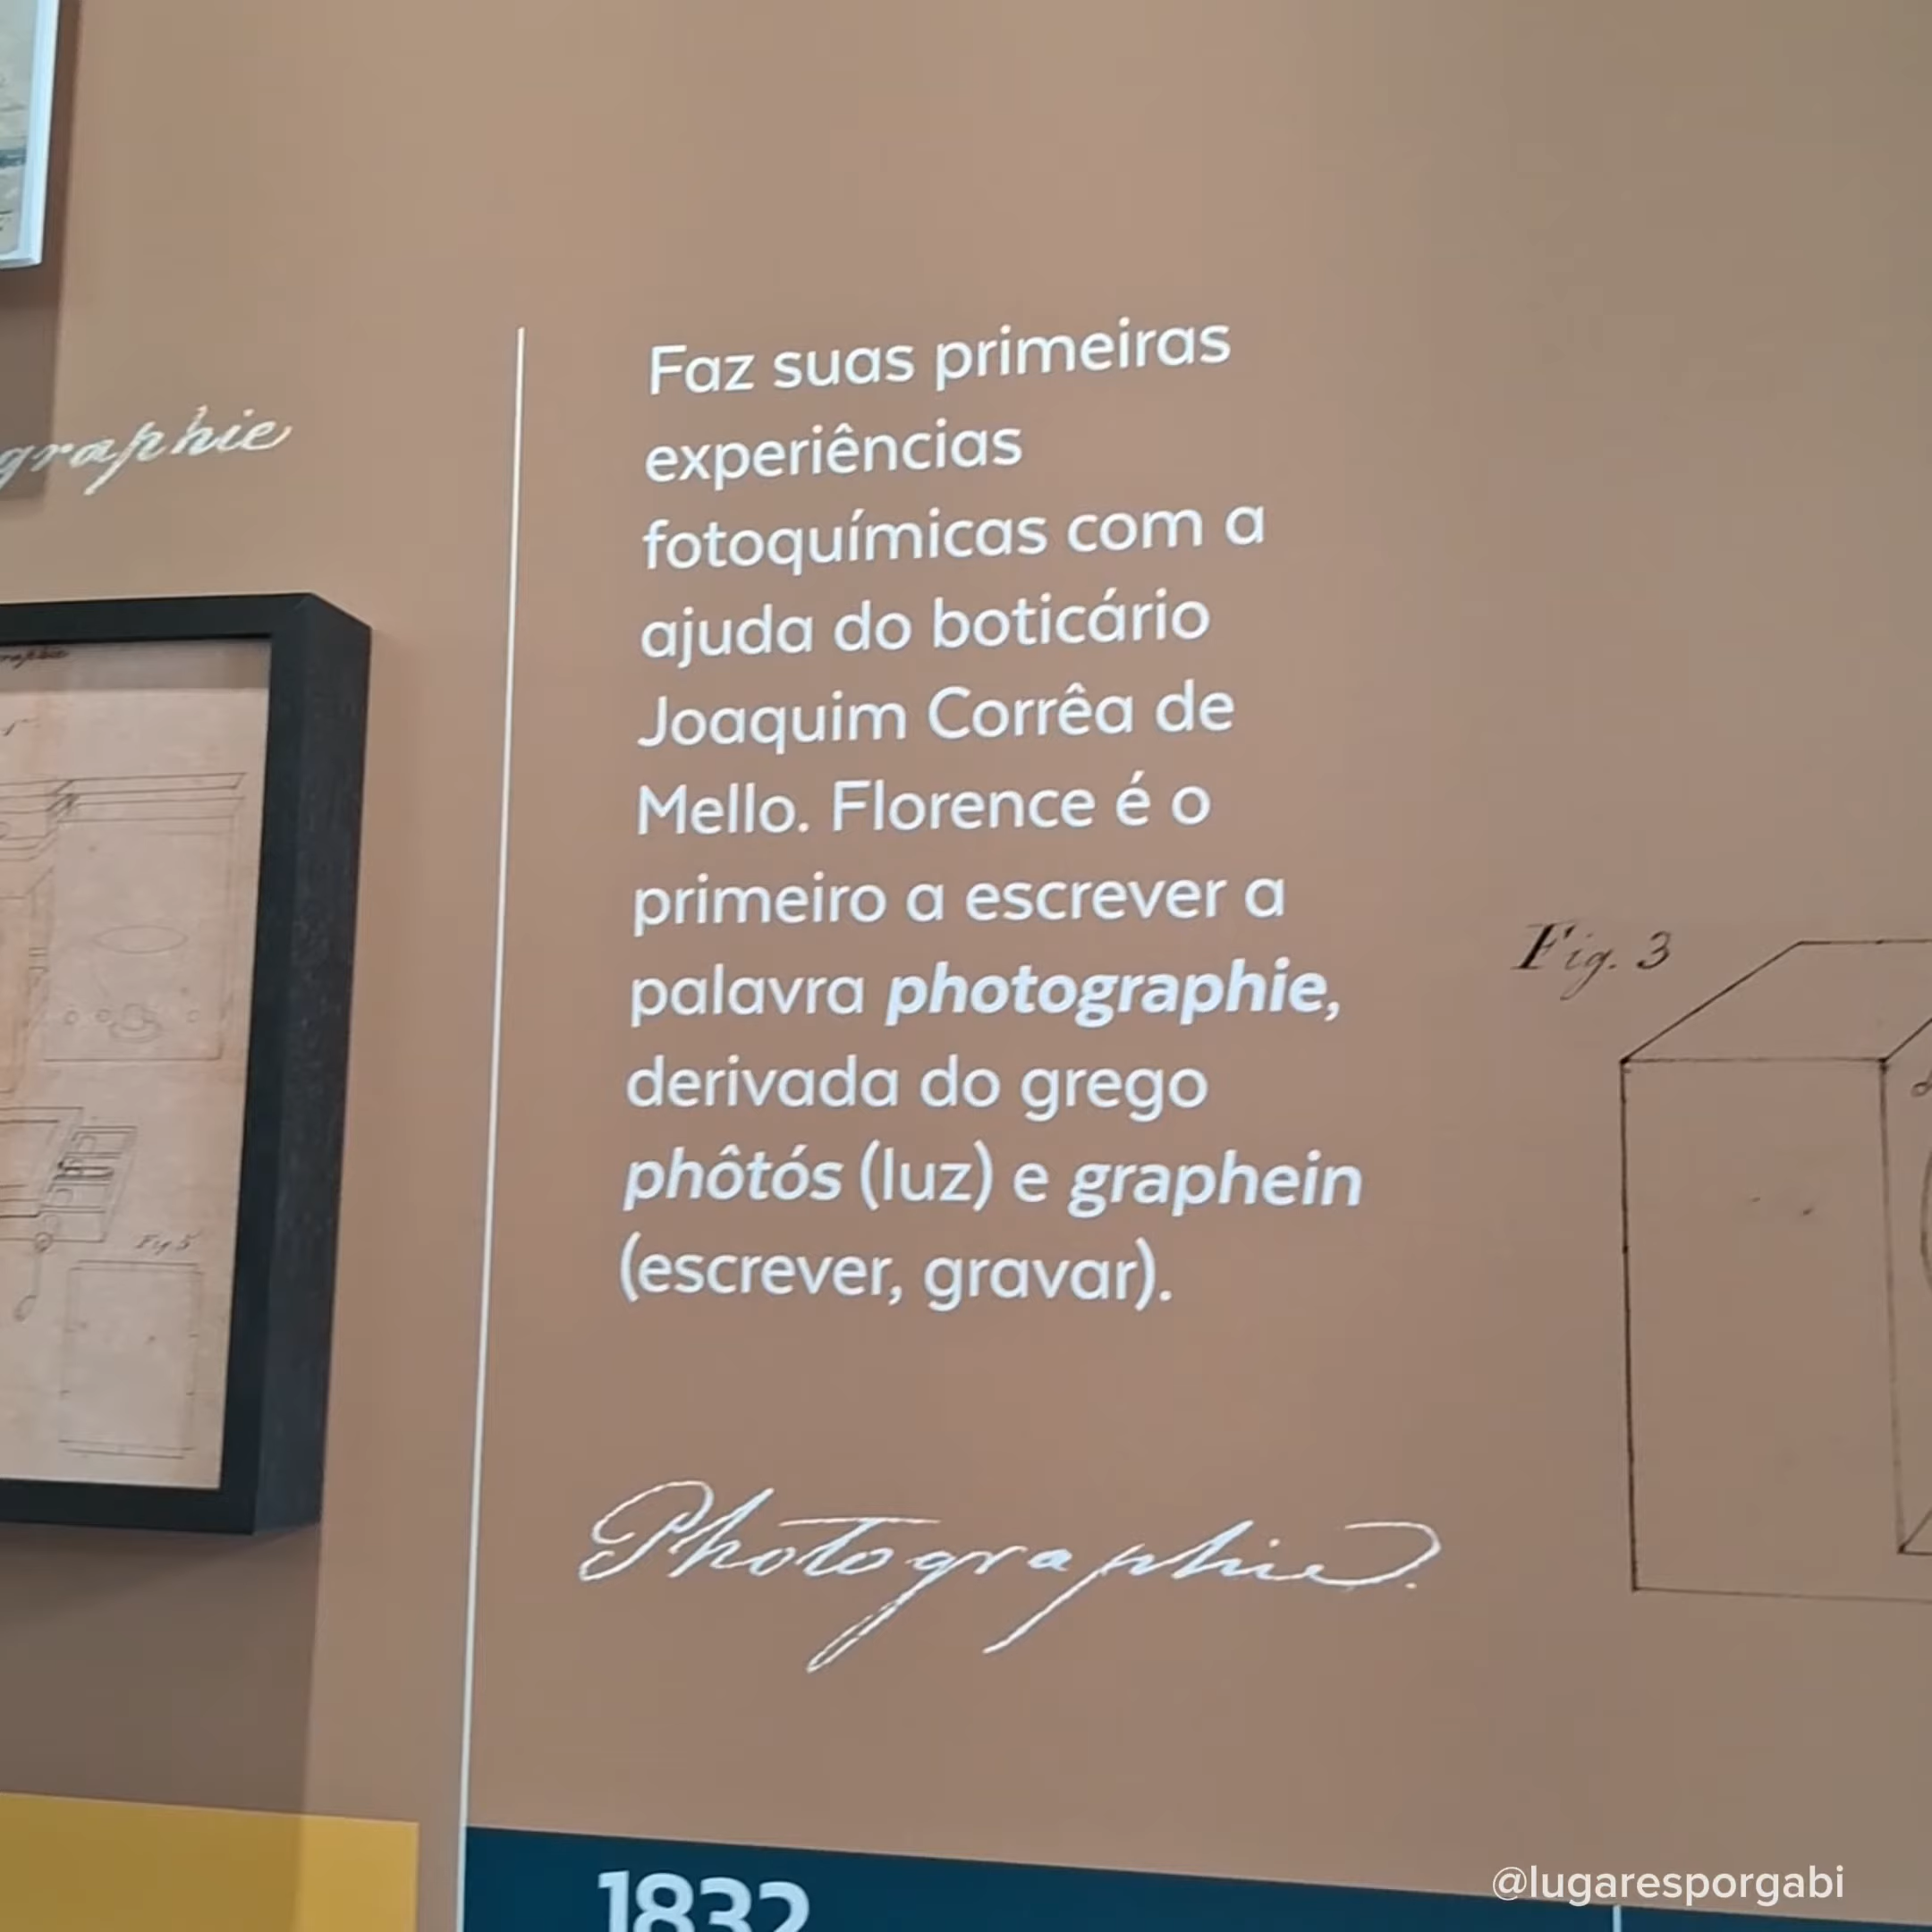 graphie
Faz suas primeiras
experiências
fotoquímicas com a
ajuda do boticário
Joaquim Corrêa de
Mello. Florence é o
primeiro a escrever a
palavra photographie,
derivada do grego
phôtós (luz) e graphein
(escrever, gravar).
Photographie.
Fig. 3
Fig. 5
1832
@lugaresporgabi